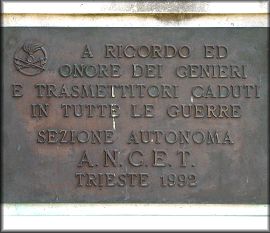 A RICORDO ED
ONORE DEI GENIERI
E TRASMETTITORI CADUTI
IN TUTTE LE GUERRE
SEZIONE AUTONOMA
A.N.G.E.T.
TRIESTE 1992